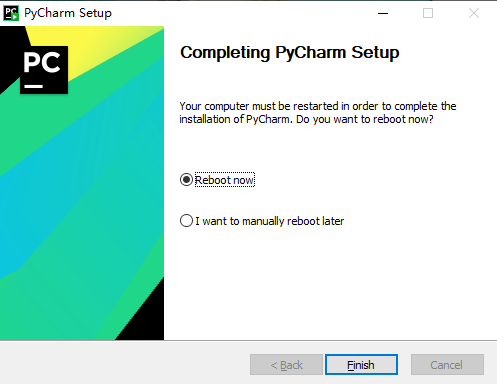 PyCharm Setup
PC
Completing PyCharm Setup
Your computer must be restarted in order to complete the
installation of PyCharm. Do you want to reboot now?
Reboot now
I want to manually reboot later
< Back
Finish
Cancel